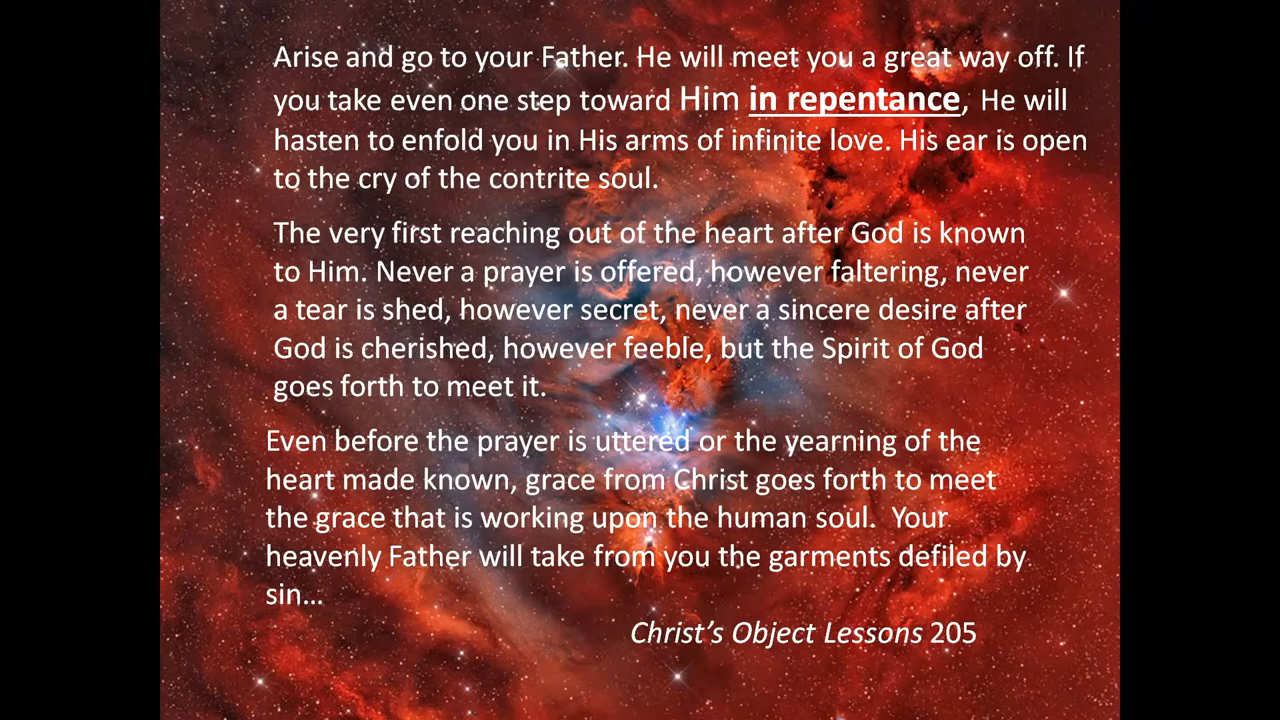 Arise and go to your Father. He will meet you a great way off. If
you take even one step toward Him in repentance, He will
hasten to enfold you in His arms of infinite love. His ear is open
to the cry of the contrite soul.
The very first reaching out of the heart after God is known
to Him. Never a prayer is offered, however faltering, never
a tear is shed, however secret, never a sincere desire after
God is cherished, however feeble, but the Spirit of God
goes forth to meet it.
Even before the prayer is uttered or the yearning of the
heart made known, grace from Christ goes forth to meet
the grace that is working upon the human soul. Your
heavenly Father will take from you the garments defiled by
sin…
Christ's Object Lessons 205